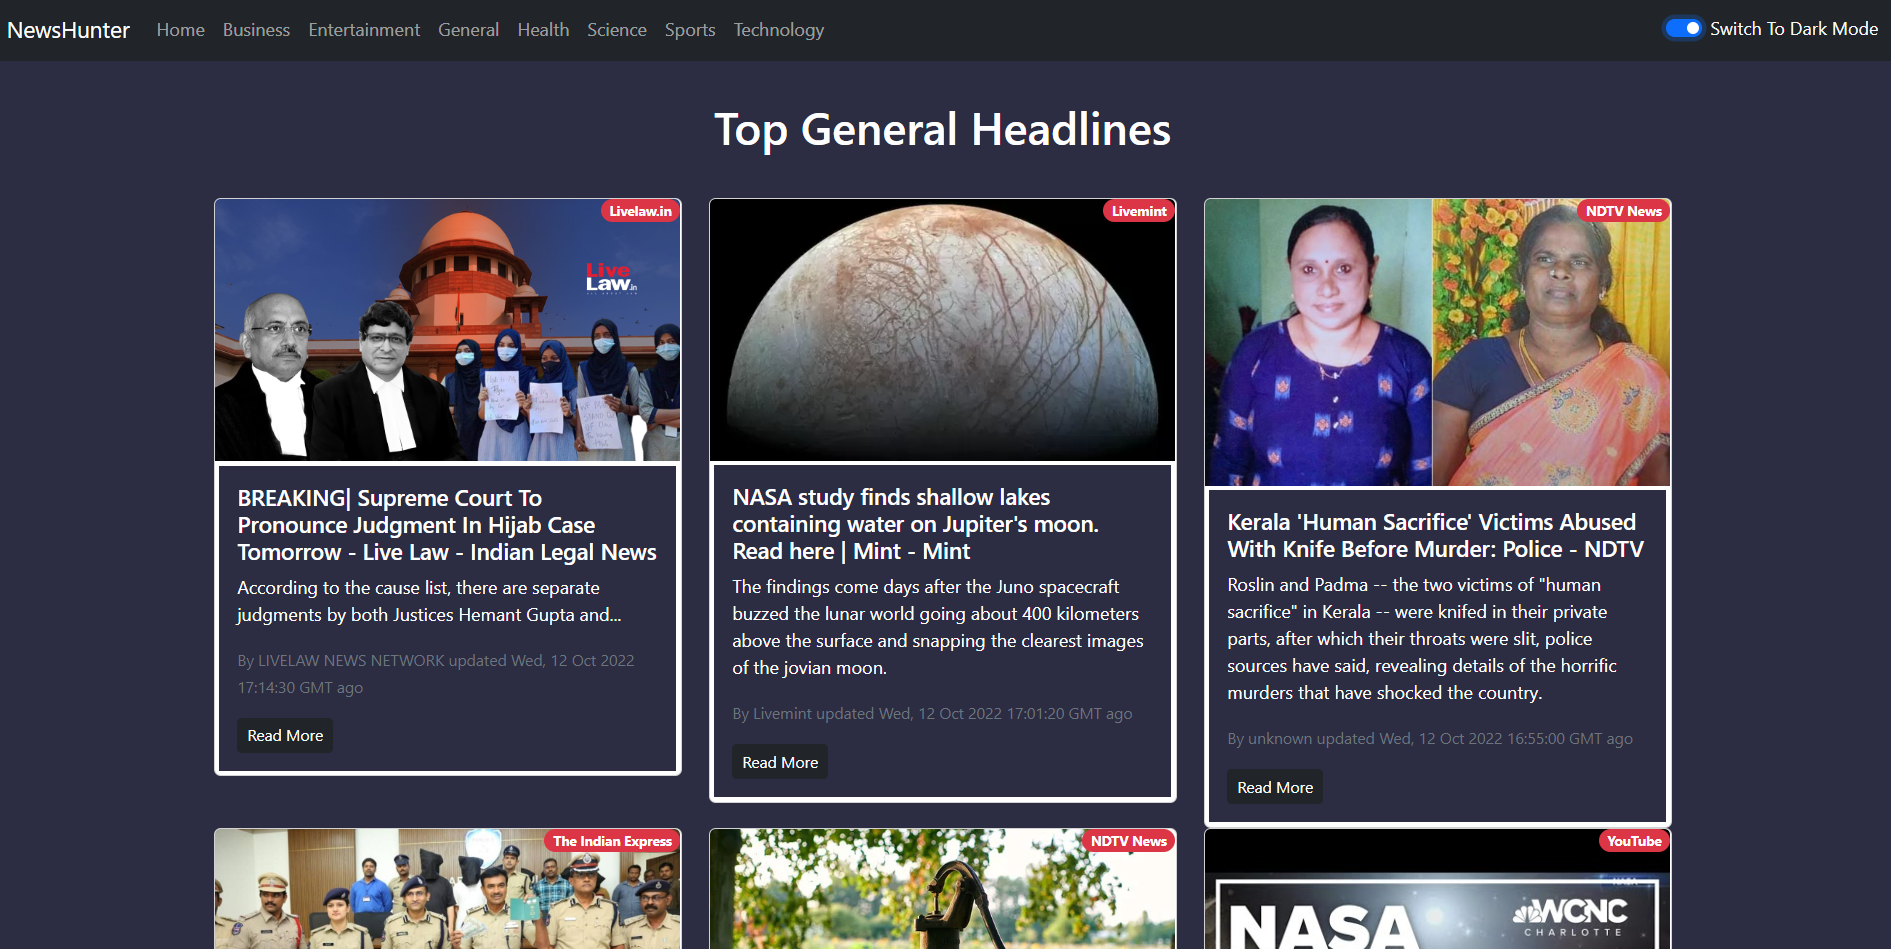 NewsHunter Home Business Entertainment General Health Science Sports Technology Switch To Dark Mode
Top General Headlines
Livelaw.in
Live
Law.in
BREAKING| Supreme Court To
Pronounce Judgment In Hijab Case
Tomorrow - Live Law - Indian Legal News
According to the cause list, there are separate
judgments by both Justices Hemant Gupta and...
By LIVELAW NEWS NETWORK updated Wed, 12 Oct 2022
17:14:30 GMT ago
Read More
Livemint
NASA study finds shallow lakes
containing water on Jupiter's moon.
Read here | Mint - Mint
The findings come days after the Juno spacecraft
buzzed the lunar world going about 400 kilometers
above the surface and snapping the clearest images
of the jovian moon.
By Livemint updated Wed, 12 Oct 2022 17:01:20 GMT ago
Read More
NDTV News
Kerala 'Human Sacrifice' Victims Abused
With Knife Before Murder: Police - NDTV
Roslin and Padma -- the two victims of "human
sacrifice" in Kerala -- were knifed in their private
parts, after which their throats were slit, police
sources have said, revealing details of the horrific
murders that have shocked the country.
By unknown updated Wed, 12 Oct 2022 16:55:00 GMT ago
Read More
The Indian Express
NDTV News
YouTube
NASA
NASA
WCNC
CHARLOTTE